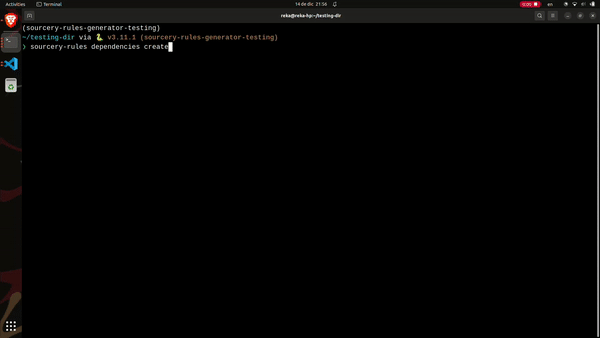 Activities Terminal 14 de dic 21:56 0:00 en
reka@reka-hp:~/testing-dir
(sourcery-rules-generator-testing)
~/testing-dir via 🐍 v3.11.1 (sourcery-rules-generator-testing)
❯ sourcery-rules dependencies create